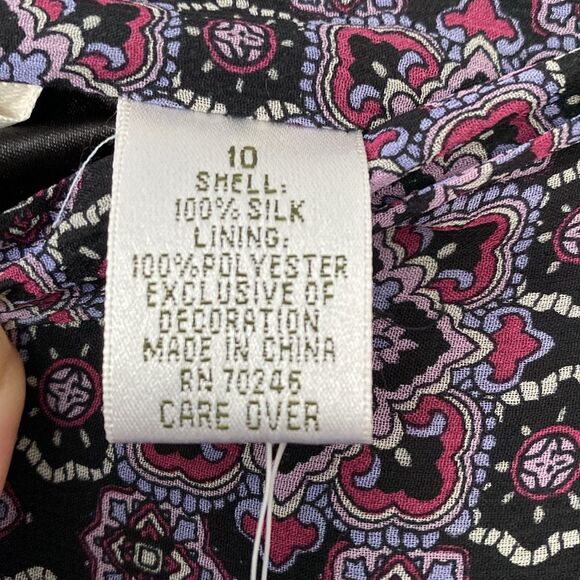 10
SHELL:
100% SILK
LINING:
100%POLYESTER
EXCLUSIVE OF
DECORATION
MADE IN CHINA
RN 70246
CARE OVER